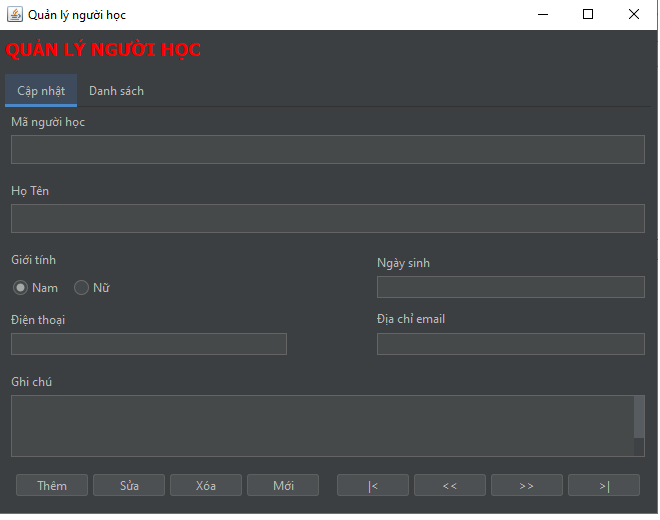 Quản lý người học
QUẢN LÝ NGƯỜI HỌC
Cập nhật Danh sách
Mã người học
Họ Tên
Giới tính Ngày sinh
Nam Nữ
Điện thoại Địa chỉ email
Ghi chú
Thêm Sửa Xóa Mới |< << >> >|